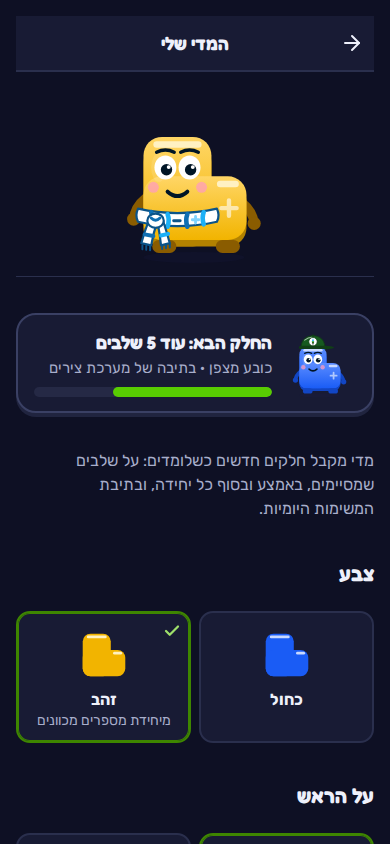 המדי שלי
החלק הבא: עוד 5 שלבים
כובע מצפן • בתיבה של מערכת צירים
מדי מקבל חלקים חדשים כשלומדים: על שלבים
שמסיימים, באמצע ובסוף כל יחידה, ובתיבת
המשימות היומיות.
צבע
כחול
זהב
מיחידת מספרים מכוונים
על הראש